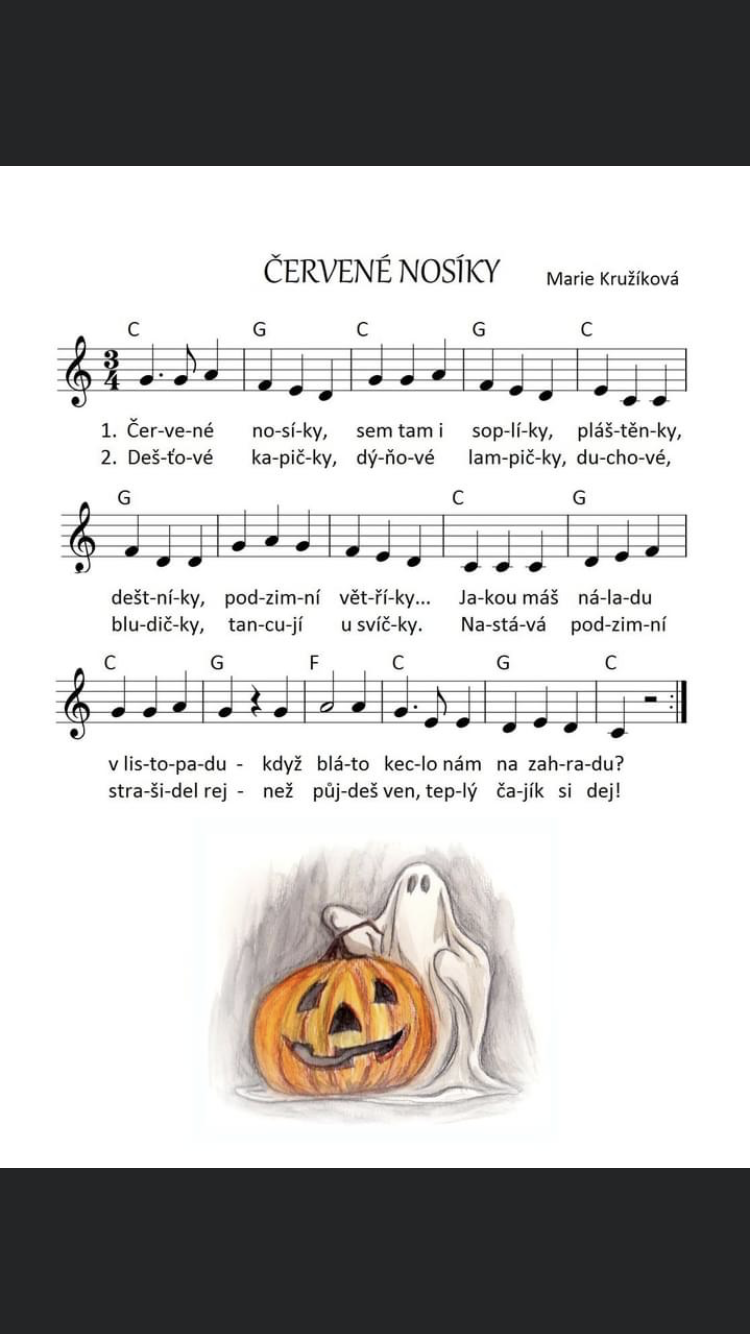 ČERVENÉ NOSÍKY
Marie Kružíková
C G C G C
3
4
1. Čer-ve-né no-sí-ky, sem tam i sop-lí-ky, pláš-těn-ky,
2. Deš-ťo-vé ka-pič-ky, dý-ňo-vé lam-pič-ky, du-cho-vé,
G C G
dešt-ní-ky, pod-zim-ní vět-ří-ky... Ja-kou máš ná-la-du
blu-dič-ky, tan-cu-jí u svíč-ky. Na-stá-vá pod-zim-ní
C G F C G C
v lis-to-pa-du - když blá-to kec-lo nám na zah-ra-du?
stra-ši-del rej - než půj-deš ven, tep-lý ča-jík si dej!